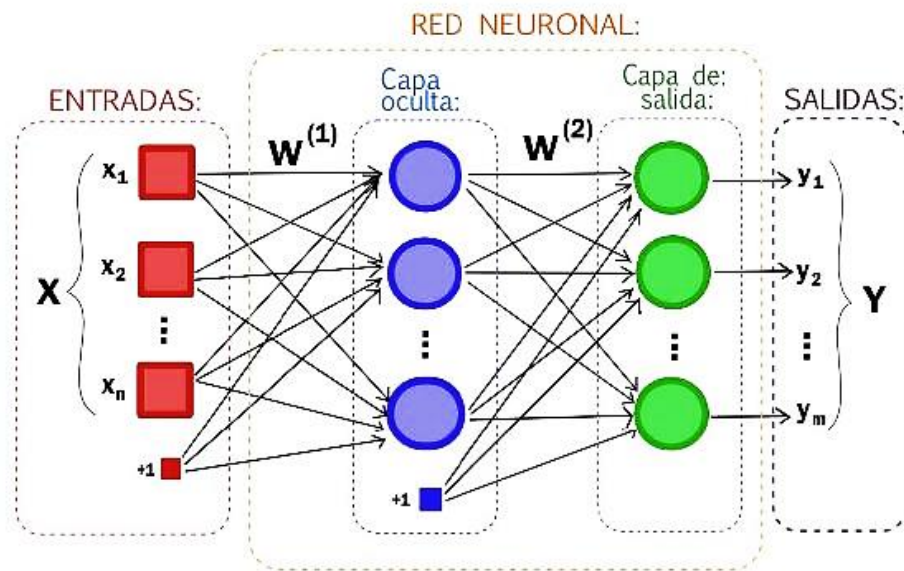 RED NEURONAL:
ENTRADAS:
Capa
oculta:
Capa de:
salida:
SALIDAS:
W(1)
W(2)
X
x1
x2
xn
+1
+1
y1
y2
ym
Y